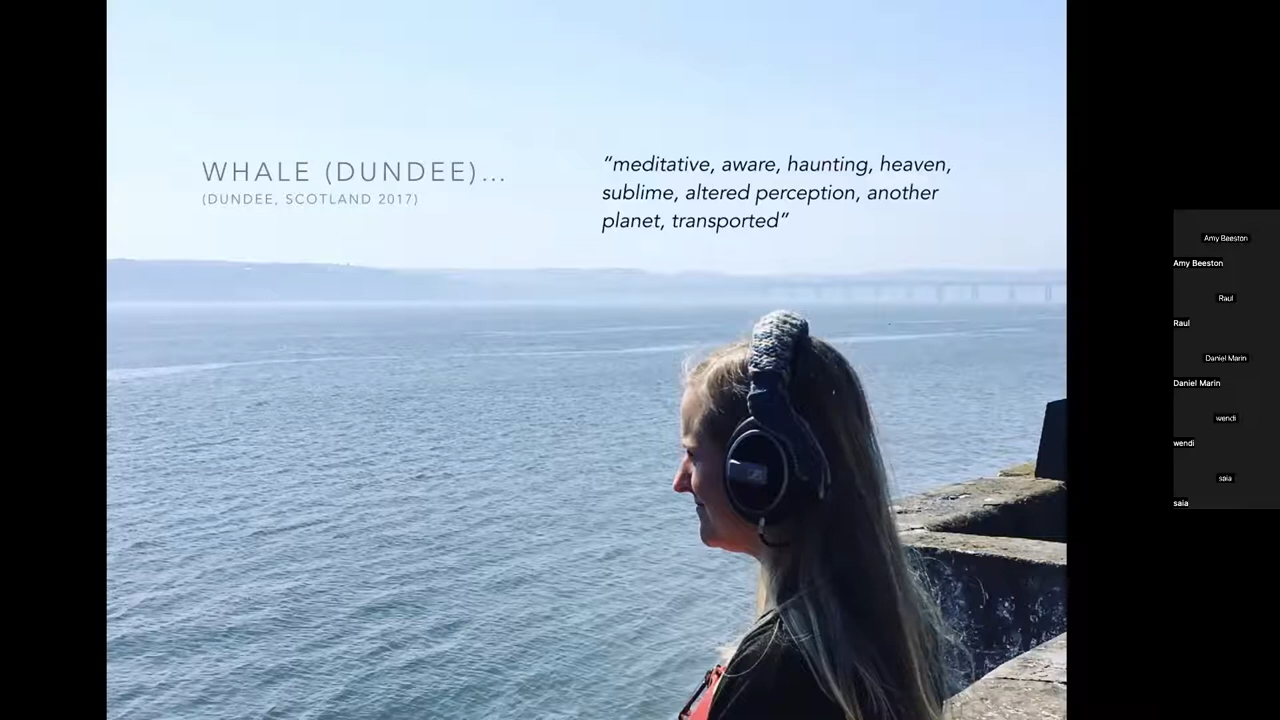 WHALE (DUNDEE)...
(DUNDEE, SCOTLAND 2017)
“meditative, aware, haunting, heaven,
sublime, altered perception, another
planet, transported”
Amy Beeston
Amy Beeston
Raul
Raul
Daniel Marin
Daniel Marin
wendi
wendi
saia
saia